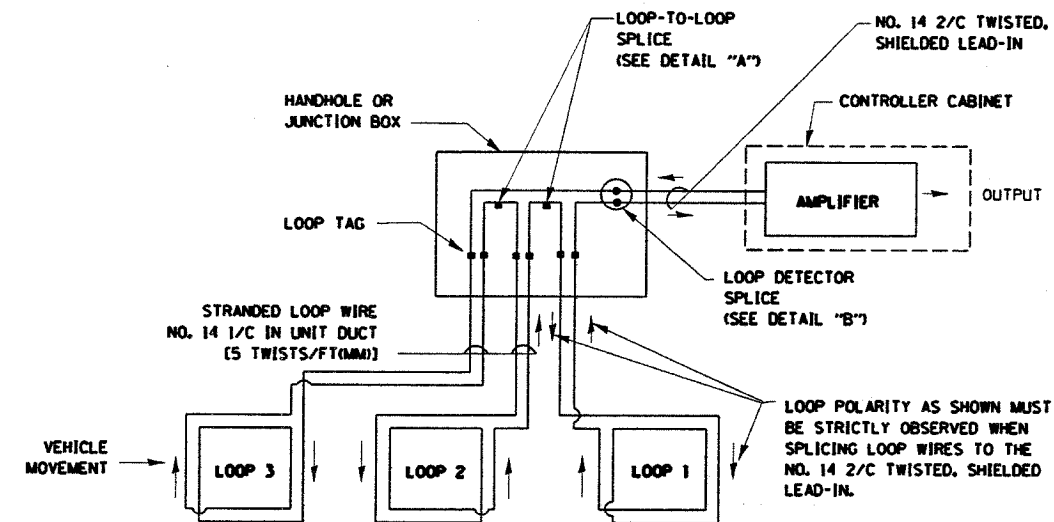 LOOP-TO-LOOP
SPLICE
(SEE DETAIL "A")
NO. 14 2/C TWISTED,
SHIELDED LEAD-IN
HANDHOLE OR
JUNCTION BOX
CONTROLLER CABINET
AMPLIFIER
OUTPUT
LOOP TAG
LOOP DETECTOR
SPLICE
(SEE DETAIL "B")
STRANDED LOOP WIRE
NO. 14 1/C IN UNIT DUCT
[5 TWISTS/FT(MM)]
LOOP POLARITY AS SHOWN MUST
BE STRICTLY OBSERVED WHEN
SPLICING LOOP WIRES TO THE
NO. 14 2/C TWISTED, SHIELDED
LEAD-IN.
VEHICLE
MOVEMENT
LOOP 3
LOOP 2
LOOP 1